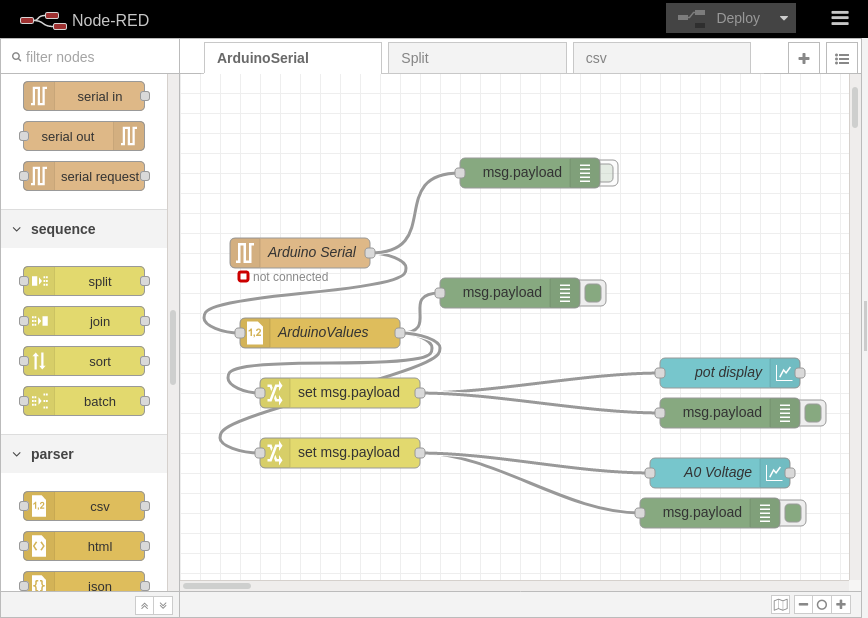 Node-RED
Deploy
filter nodes
ArduinoSerial
Split
csv
serial in
serial out
serial request
sequence
split
join
sort
batch
parser
1,2
csv
html
json
msg.payload
Arduino Serial
not connected
msg.payload
1,2
ArduinoValues
pot display
set msg.payload
msg.payload
set msg.payload
A0 Voltage
msg.payload